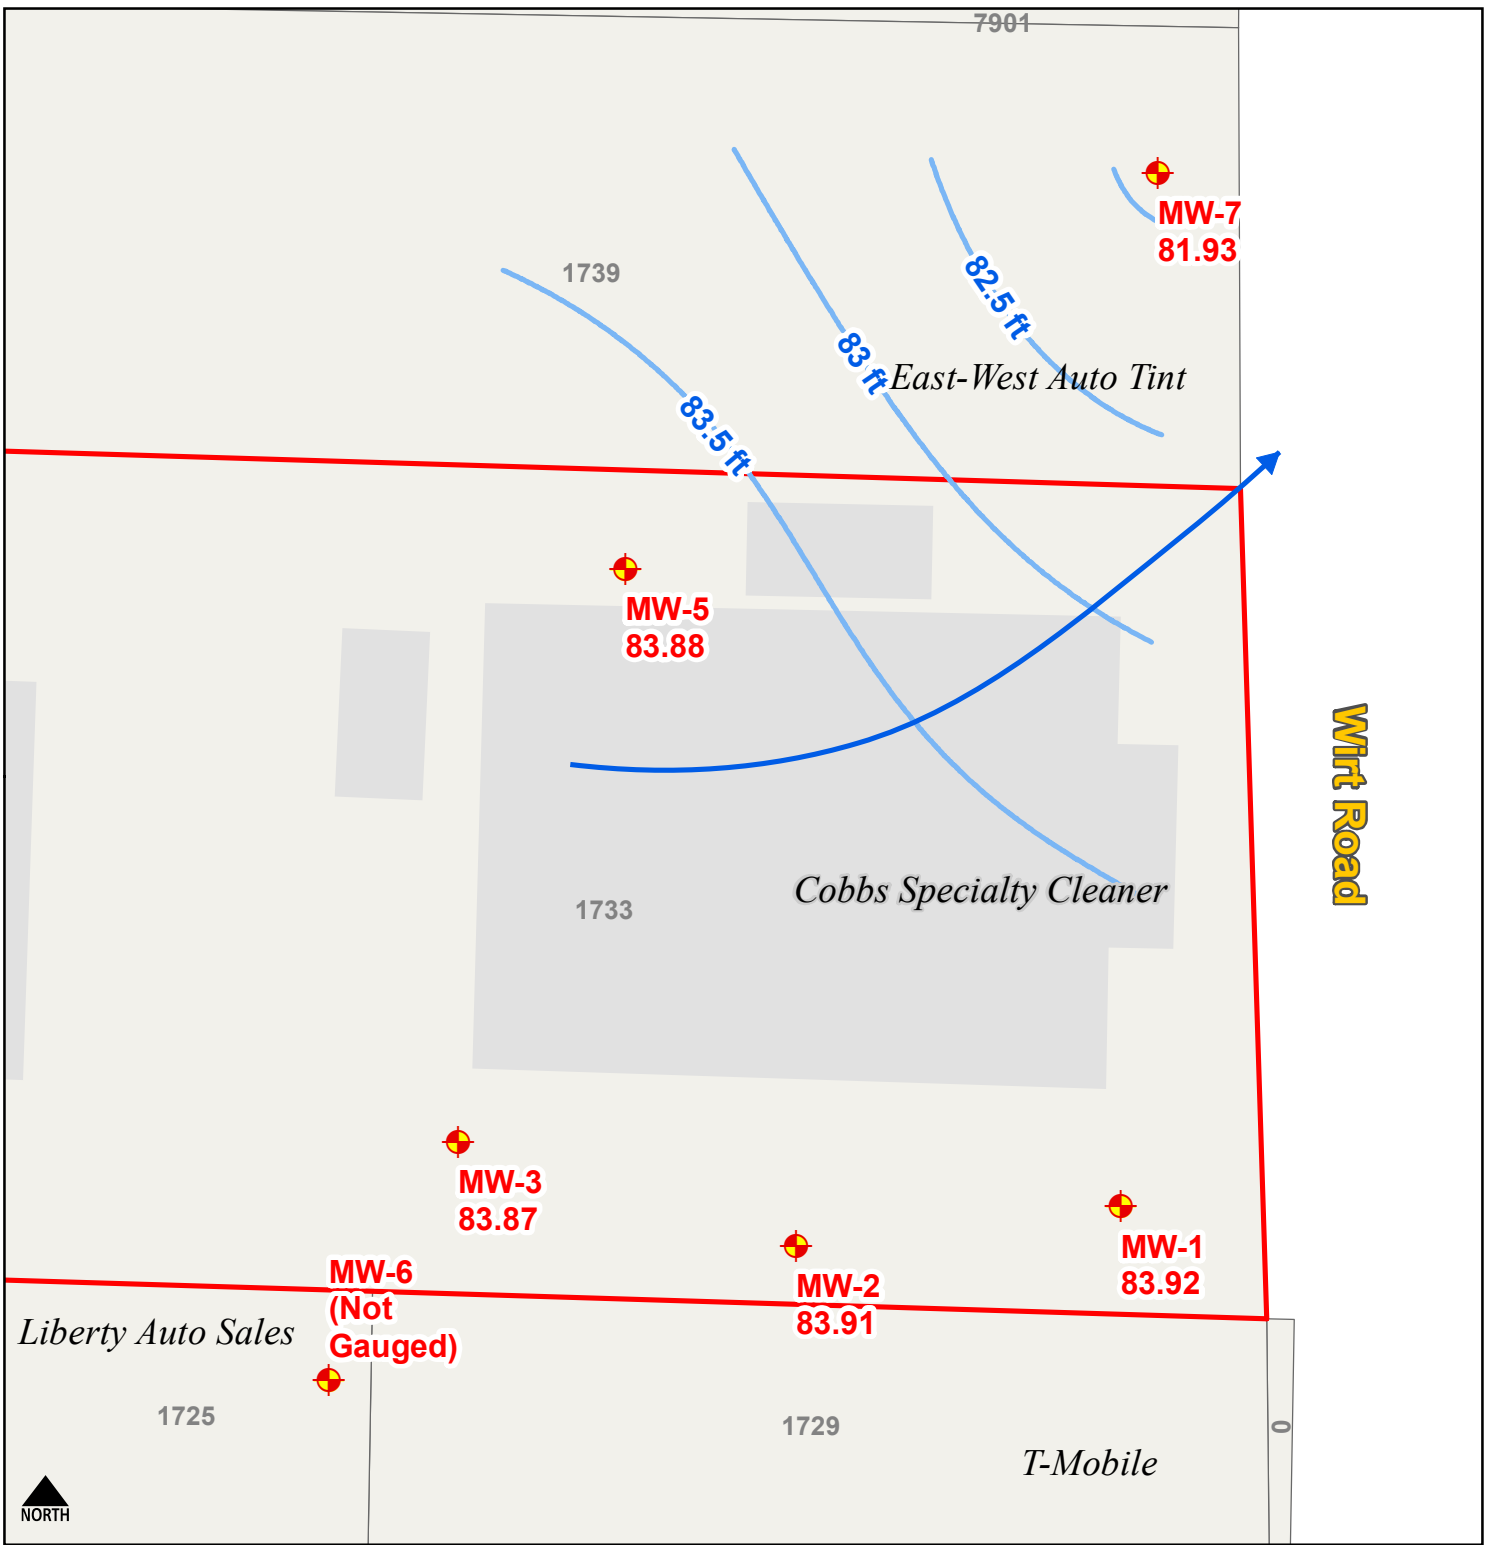 7901
MW-7
81.93
1739
82.5 ft
83 ft
East-West Auto Tint
83.5 ft
MW-5
83.88
Wirt Road
Cobbs Specialty Cleaner
1733
MW-3
83.87
MW-1
83.92
MW-2
83.91
MW-6
(Not
Gauged)
Liberty Auto Sales
1725
1729
0
T-Mobile
NORTH